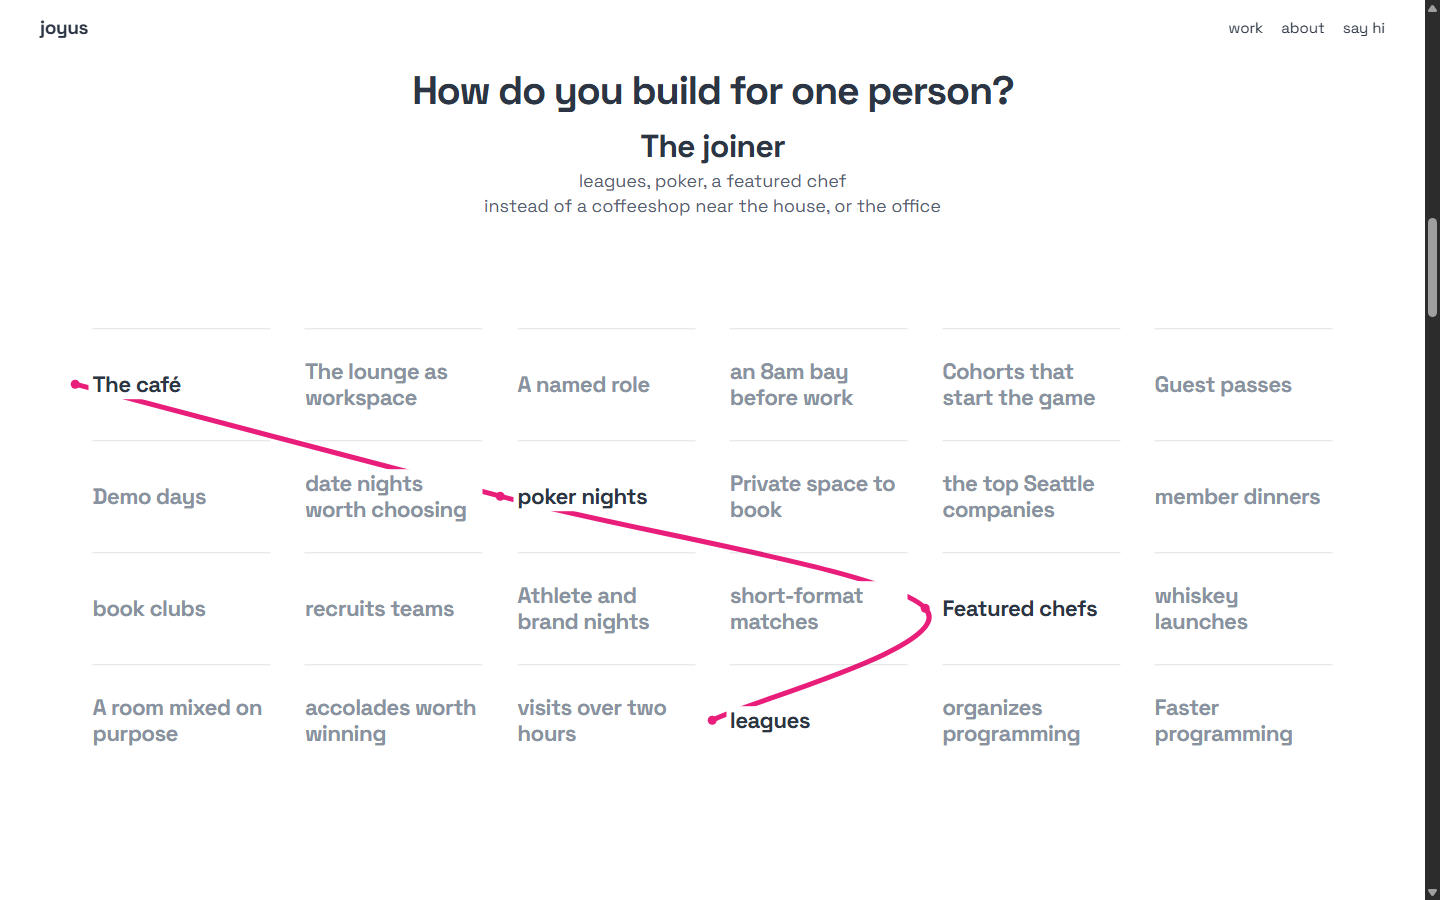 joyus
work about say hi
How do you build for one person?
The joiner
leagues, poker, a featured chef
instead of a coffeeshop near the house, or the office
The café
The lounge as
workspace
A named role
an 8am bay
before work
Cohorts that
start the game
Guest passes
Demo days
date nights
worth choosing
poker nights
Private space to
book
the top Seattle
companies
member dinners
book clubs
recruits teams
Athlete and
brand nights
short-format
matches
Featured chefs
whiskey
launches
A room mixed on
purpose
accolades worth
winning
visits over two
hours
leagues
organizes
programming
Faster
programming